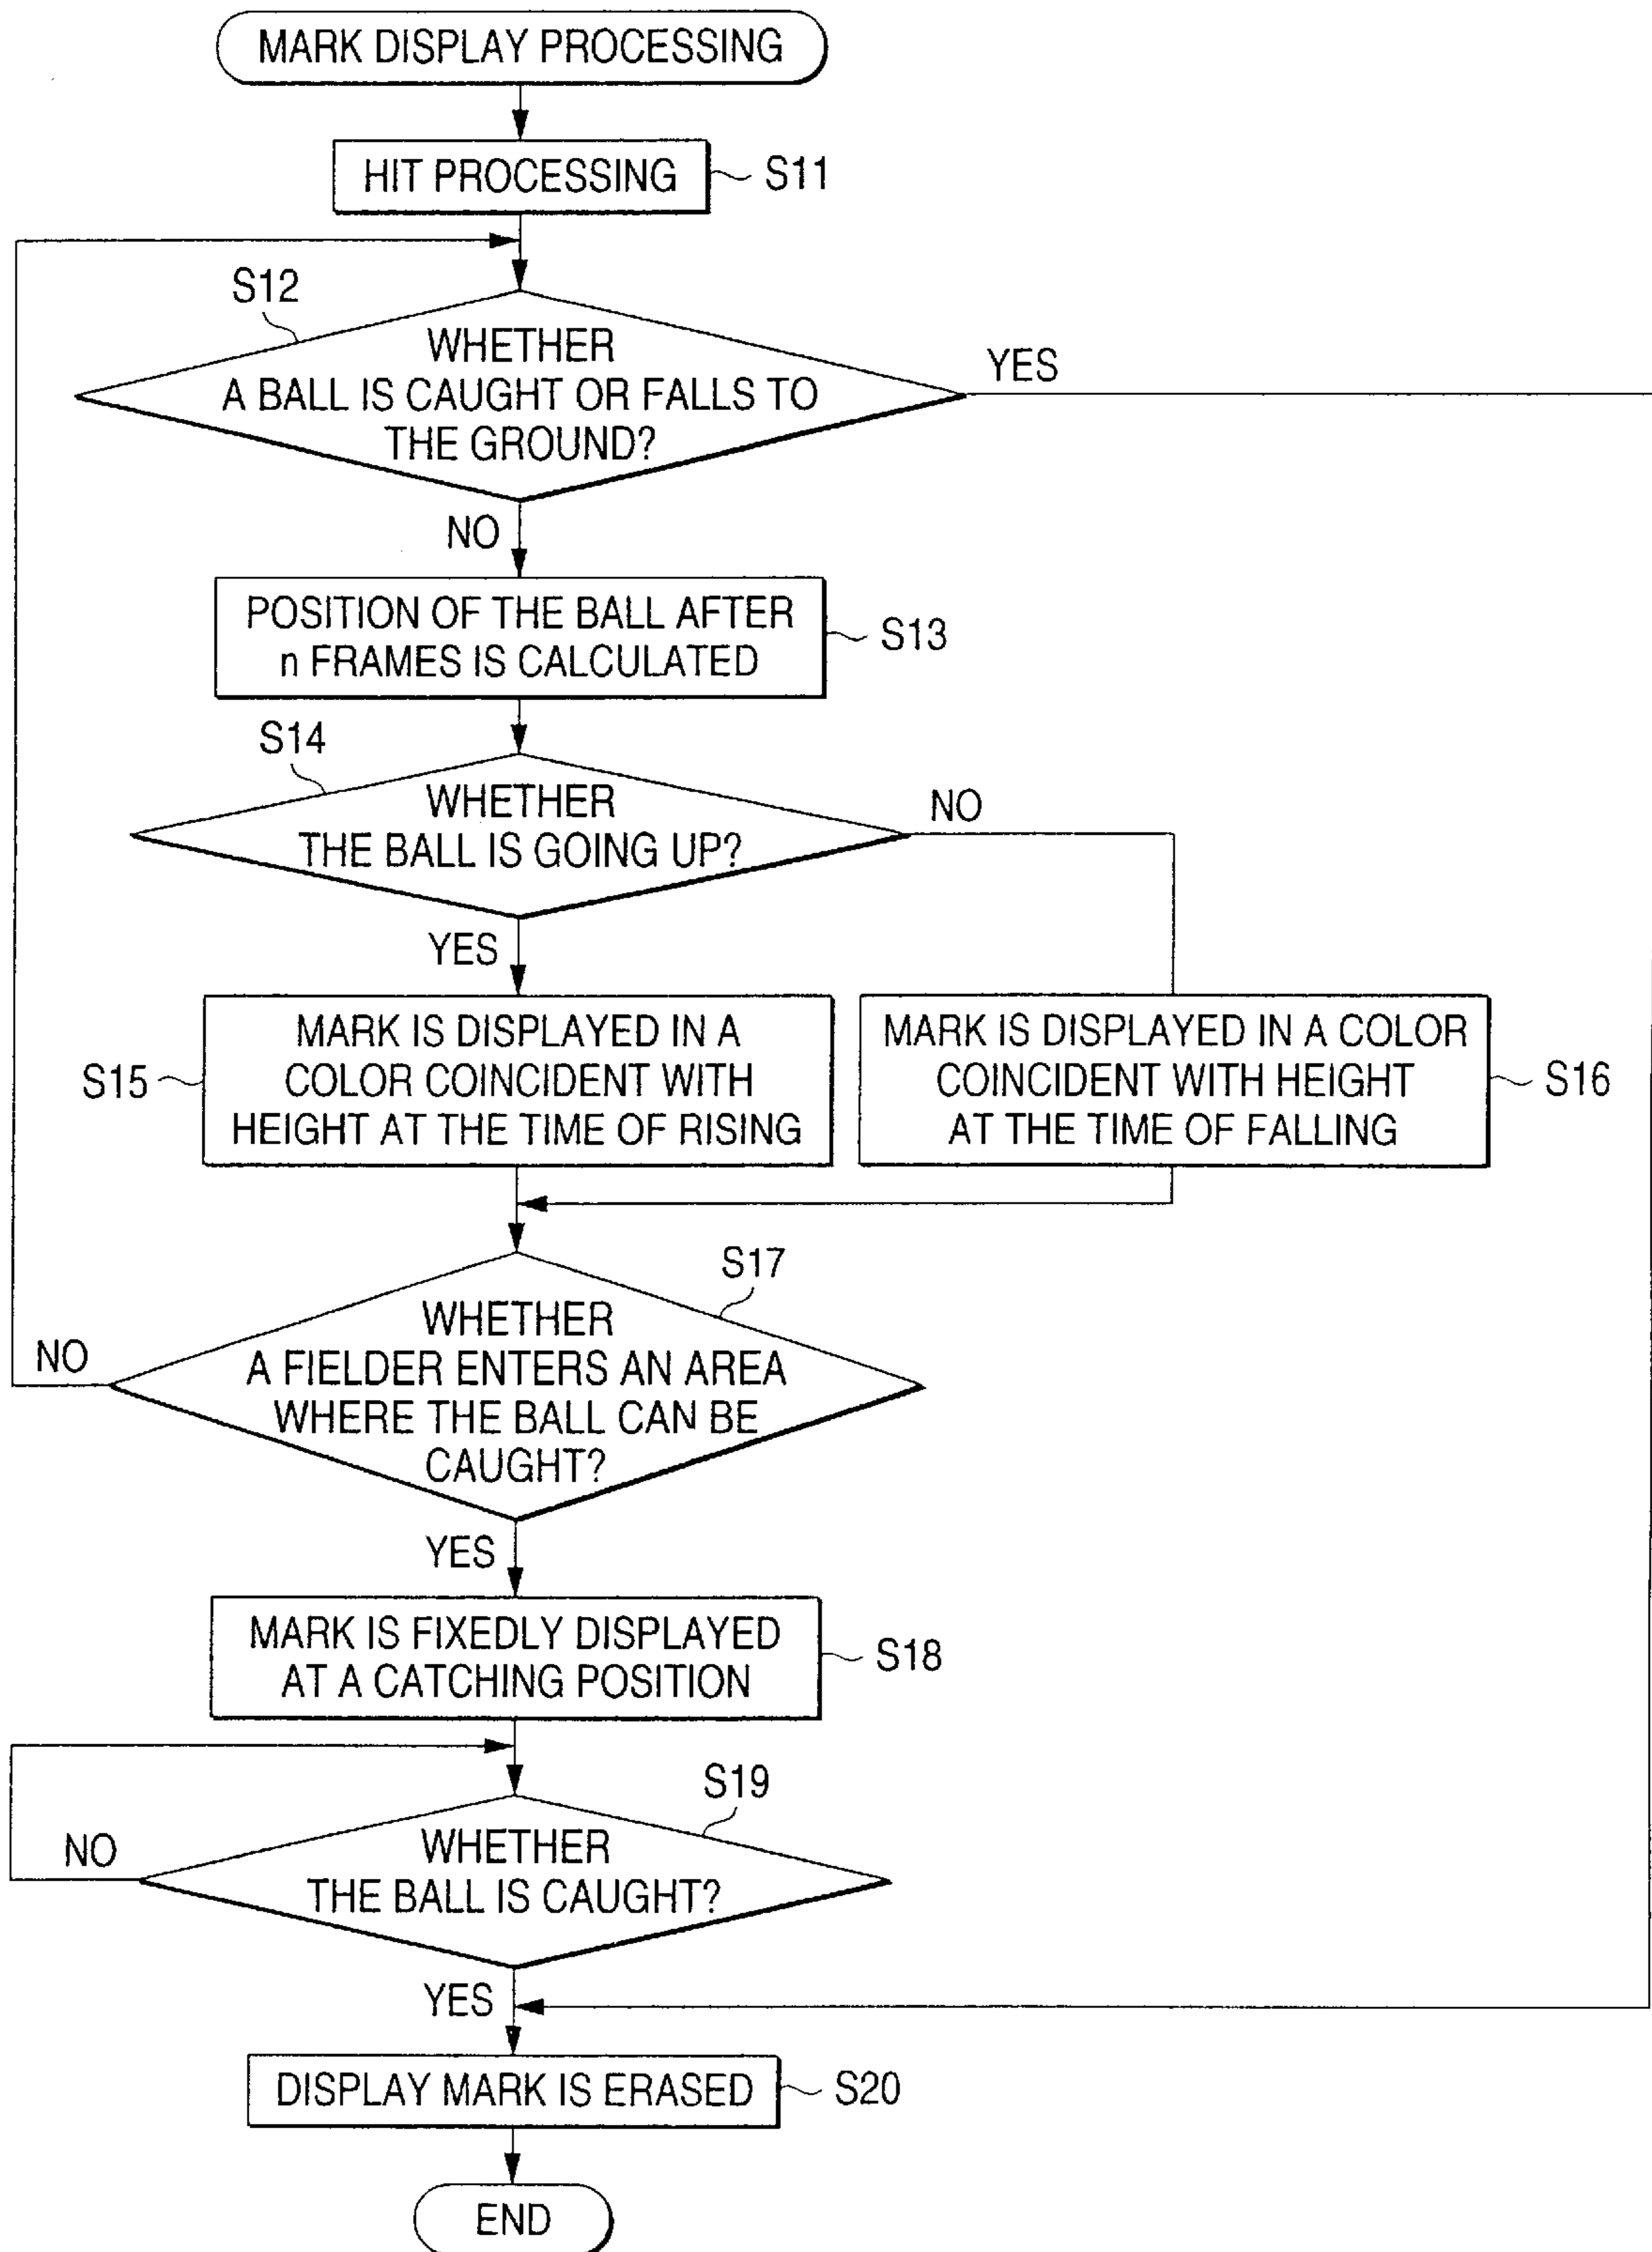 MARK DISPLAY PROCESSING
HIT PROCESSING
S11
S12
WHETHER
A BALL IS CAUGHT OR FALLS TO
THE GROUND?
YES
NO
POSITION OF THE BALL AFTER
n FRAMES IS CALCULATED
S13
S14
WHETHER
THE BALL IS GOING UP?
NO
YES
MARK IS DISPLAYED IN A
COLOR COINCIDENT WITH
HEIGHT AT THE TIME OF RISING
S15
MARK IS DISPLAYED IN A COLOR
COINCIDENT WITH HEIGHT
AT THE TIME OF FALLING
S16
S17
WHETHER
A FIELDER ENTERS AN AREA
WHERE THE BALL CAN BE
CAUGHT?
NO
YES
MARK IS FIXEDLY DISPLAYED
AT A CATCHING POSITION
S18
S19
WHETHER
THE BALL IS CAUGHT?
NO
YES
DISPLAY MARK IS ERASED
S20
END